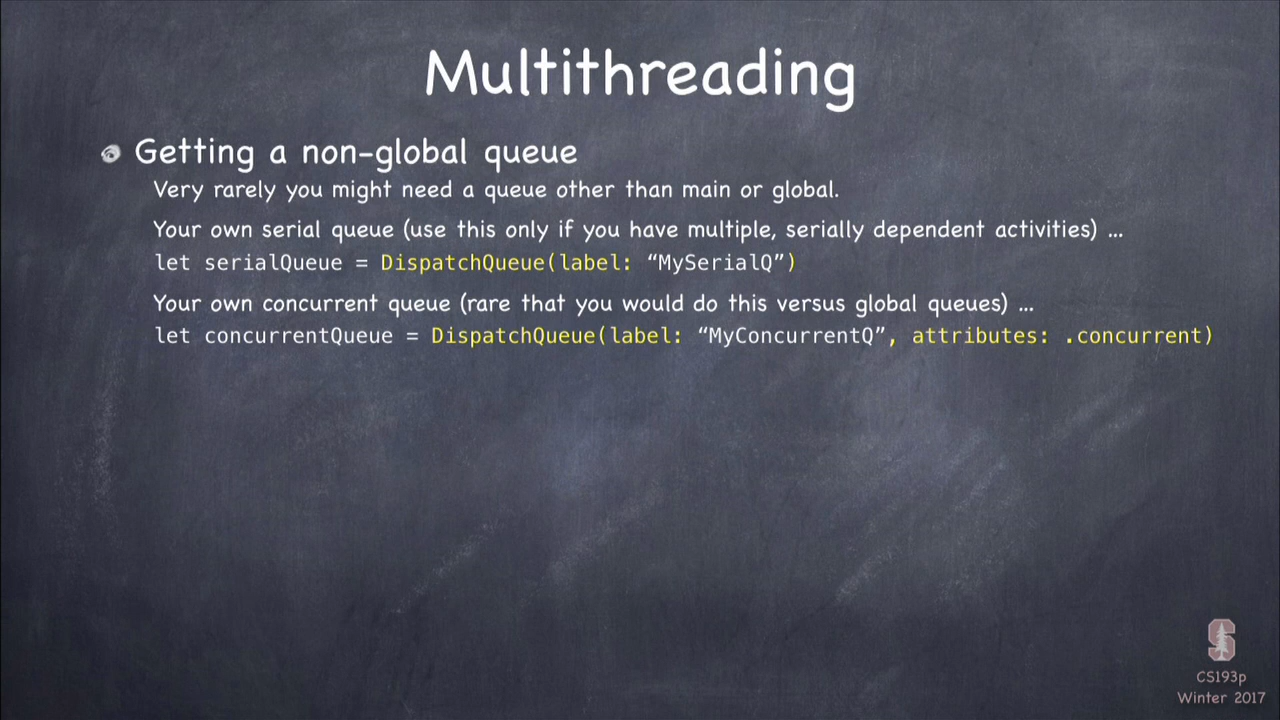 Multithreading
Getting a non-global queue
Very rarely you might need a queue other than main or global.
Your own serial queue (use this only if you have multiple, serially dependent activities) ...
let serialQueue = DispatchQueue(label: “MySerialQ”)
Your own concurrent queue (rare that you would do this versus global queues) ...
let concurrentQueue = DispatchQueue(label: “MyConcurrentQ”, attributes: .concurrent)
S
CS193p
Winter 2017